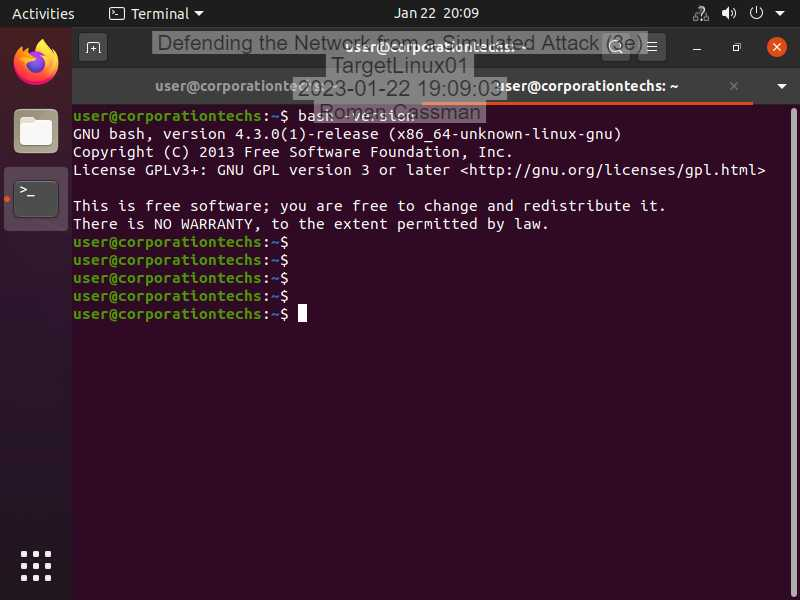 Activities
Terminal
Jan 22 20:09
Defending the Network from a Simulated Attack (3e)
user@corporationtechs: ~
TargetLinux01
2023-01-22 19:09:03
Roman Cassman
user@corporationtechs: ~
user@corporationtechs: ~
user@corporationtechs:~$ bash -version
GNU bash, version 4.3.0(1)-release (x86_64-unknown-linux-gnu)
Copyright (C) 2013 Free Software Foundation, Inc.
License GPLv3+: GNU GPL version 3 or later <http://gnu.org/licenses/gpl.html>
This is free software; you are free to change and redistribute it.
There is NO WARRANTY, to the extent permitted by law.
user@corporationtechs:~$
user@corporationtechs:~$
user@corporationtechs:~$
user@corporationtechs:~$
user@corporationtechs:~$